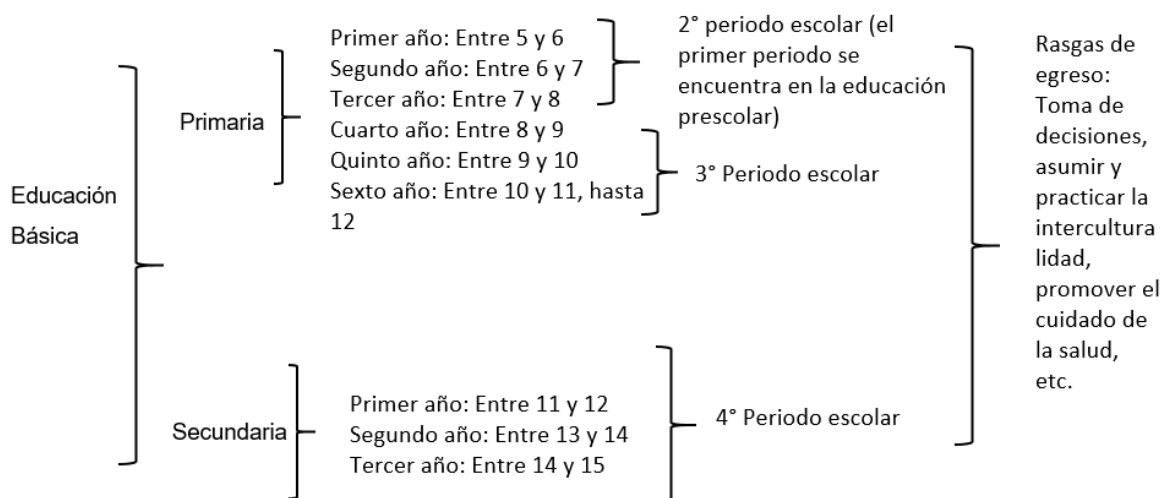 Educación
Básica
Primaria
Primer año: Entre 5 y 6
Segundo año: Entre 6 y 7
Tercer año: Entre 7 y 8
Cuarto año: Entre 8 y 9
Quinto año: Entre 9 y 10
Sexto año: Entre 10 y 11, hasta
12
2° periodo escolar (el
primer periodo se
encuentra en la educación
prescolar)
3° Periodo escolar
Secundaria
Primer año: Entre 11 y 12
Segundo año: Entre 13 y 14
Tercer año: Entre 14 y 15
4° Periodo escolar
Rasgas de
egreso:
Toma de
decisiones,
asumir y
practicar la
intercultura
lidad,
promover el
cuidado de
la salud,
etc.